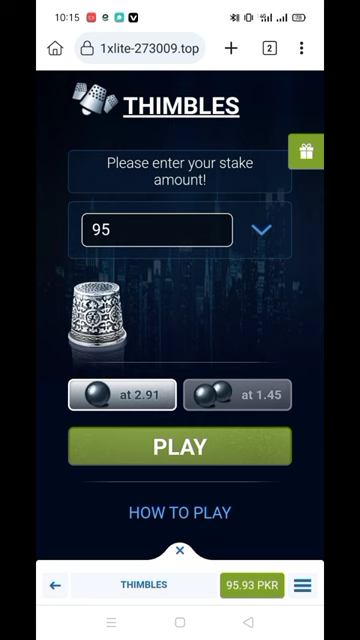 10:15
1xlite-273009.top
2
THIMBLES
Please enter your stake
amount!
95
at 2.91
at 1.45
PLAY
HOW TO PLAY
THIMBLES
95.93 PKR